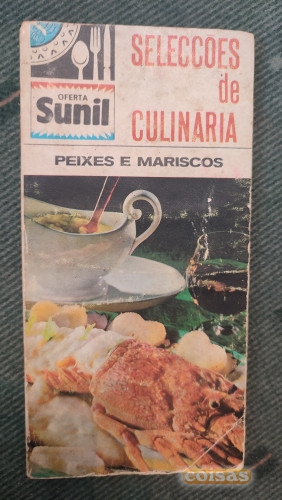 SELECCOES
de
CULINARIA
OFERTA
Sunil
PEIXES E MARISCOS
coisas